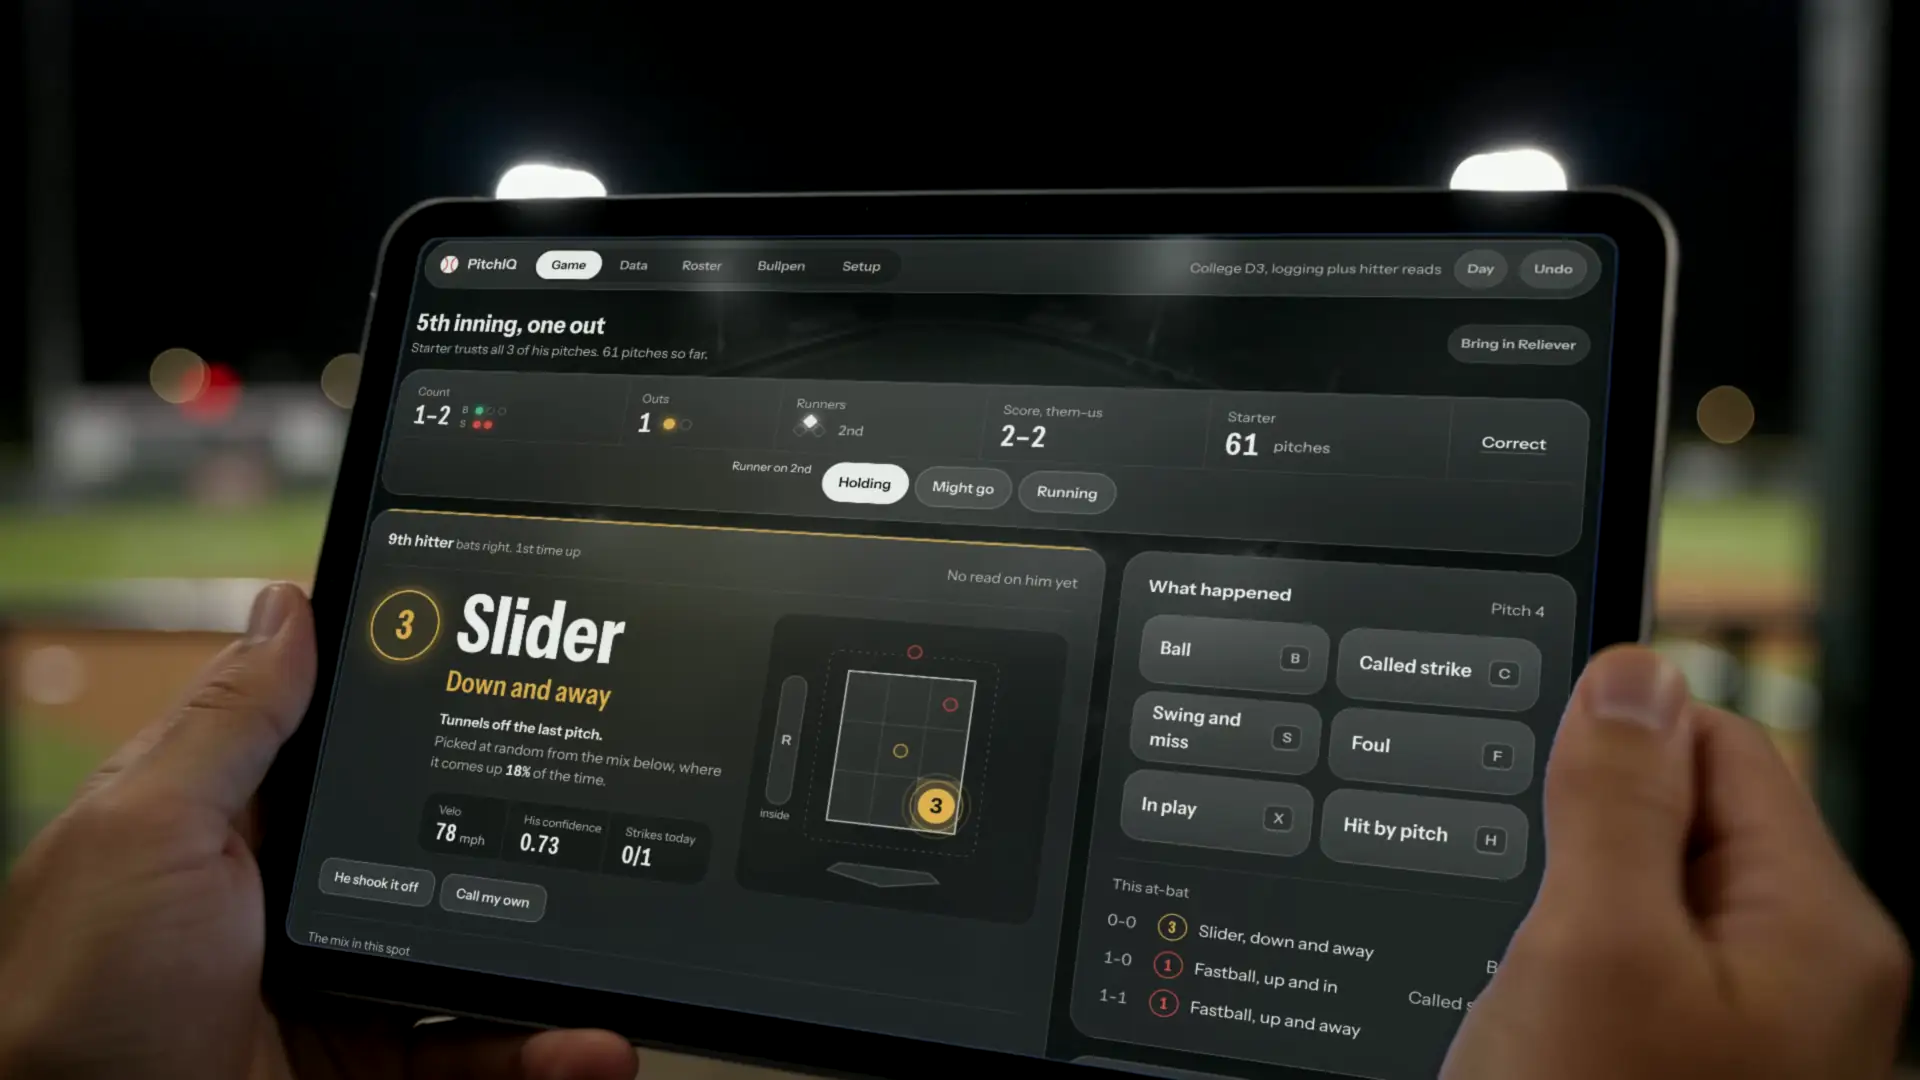 PitchIQ
Game
Data
Roster
Bullpen
Setup
College D3, logging plus hitter reads
Day
Undo
5th inning, one out
Starter trusts all 3 of his pitches. 61 pitches so far.
Bring in Reliever
Count
1-2
B
S
Outs
1
Runners
2nd
Score, them-us
2-2
Starter
61 pitches
Correct
Runner on 2nd
Holding
Might go
Running
9th hitter bats right. 1st time up
No read on him yet
3
Slider
Down and away
Tunnels off the last pitch.
Picked at random from the mix below, where
it comes up 18% of the time.
Velo
78 mph
His confidence
0.73
Strikes today
0/1
He shook it off
Call my own
The mix in this spot
R
inside
3
What happened
Pitch 4
Ball B
Called strike C
Swing and
miss S
Foul F
In play X
Hit by pitch H
This at-bat
0-0 3 Slider, down and away
1-0 1 Fastball, up and in
Called
1-1 1 Fastball, up and away